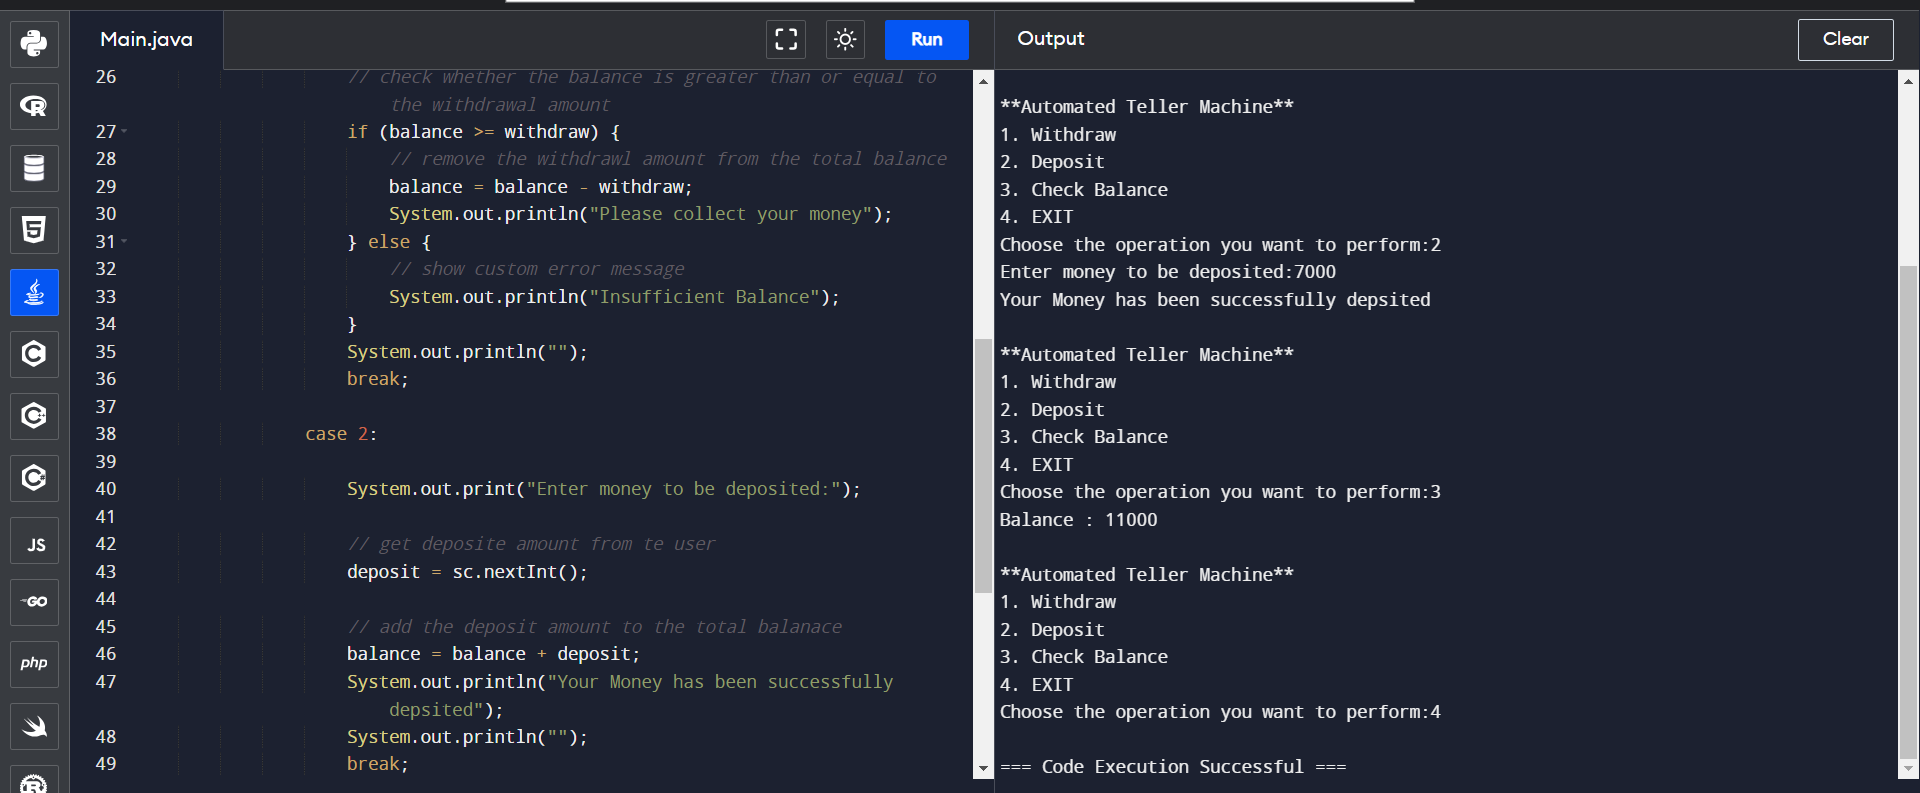 Main.java
Run
Output
Clear
26 // check whether the balance is greater than or equal to
the withdrawal amount
27 if (balance >= withdraw) {
28 // remove the withdrawl amount from the total balance
29 balance = balance - withdraw;
30 System.out.println("Please collect your money");
31 } else {
32 // show custom error message
33 System.out.println("Insufficient Balance");
34 }
35 System.out.println("");
36 break;
37
38 case 2:
39
40 System.out.print("Enter money to be deposited:");
41
42 // get deposite amount from te user
43 deposit = sc.nextInt();
44
45 // add the deposit amount to the total balanace
46 balance = balance + deposit;
47 System.out.println("Your Money has been successfully
depsited");
48 System.out.println("");
49 break;
**Automated Teller Machine**
1. Withdraw
2. Deposit
3. Check Balance
4. EXIT
Choose the operation you want to perform:2
Enter money to be deposited:7000
Your Money has been successfully depsited
**Automated Teller Machine**
1. Withdraw
2. Deposit
3. Check Balance
4. EXIT
Choose the operation you want to perform:3
Balance : 11000
**Automated Teller Machine**
1. Withdraw
2. Deposit
3. Check Balance
4. EXIT
Choose the operation you want to perform:4
=== Code Execution Successful ===
R
5
C
C
C
JS
GO
php
R